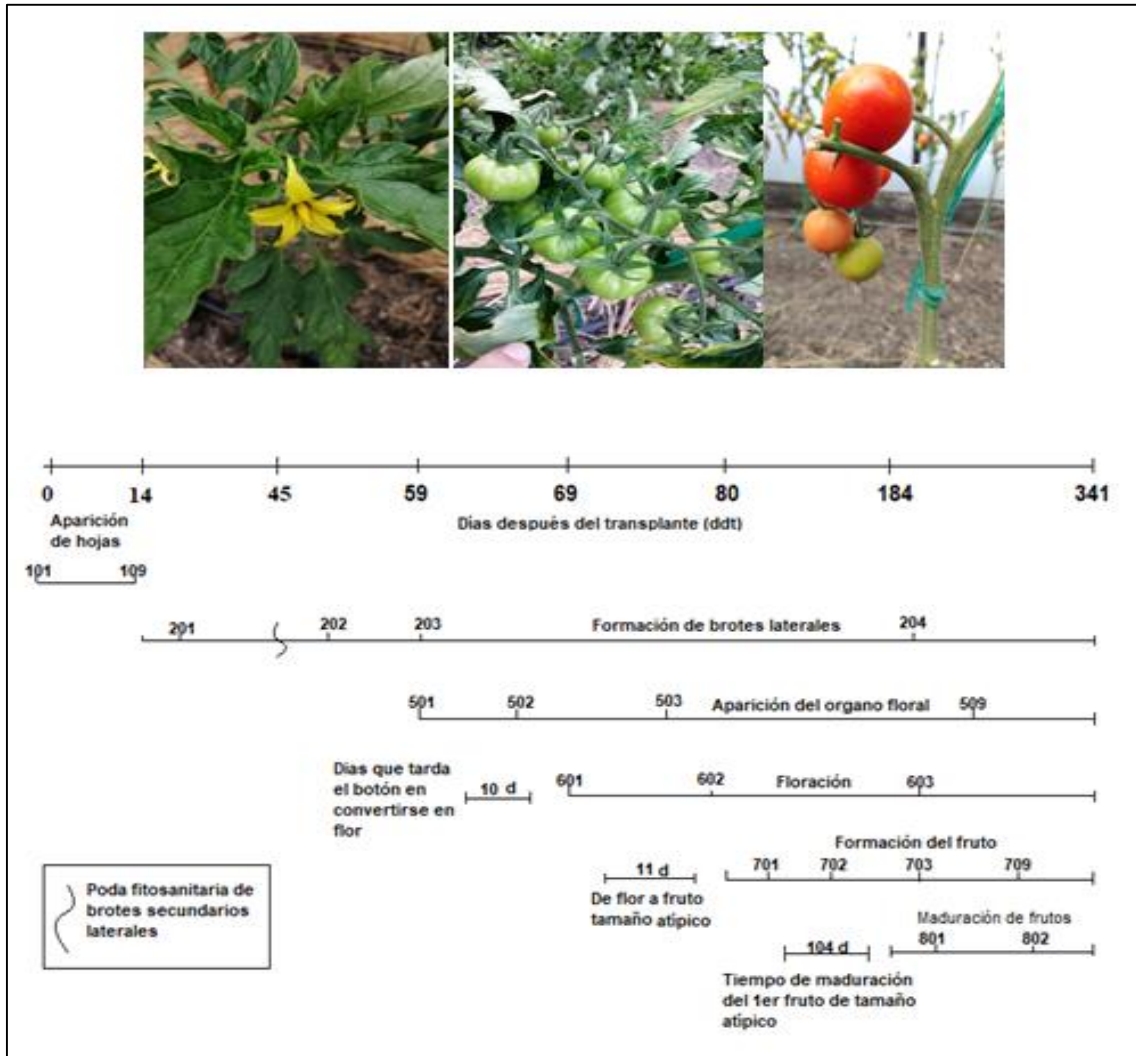 0 14 45 59 69 80 184 341
Aparición
de hojas
Días después del transplante (ddt)
101 109
201 202 203 Formación de brotes laterales 204
501 502 503 Aparición del organo floral 509
Dias que tarda
el botón en
convertirse en
flor
10 d
601 602 Floración 603
Formación del fruto
11 d
701 702 703 709
De flor a fruto
tamaño atípico
Maduración de frutos
801 802
104 d
Tiempo de maduración
del 1er fruto de tamaño
atípico
Poda fitosanitaria de
brotes secundarios
laterales